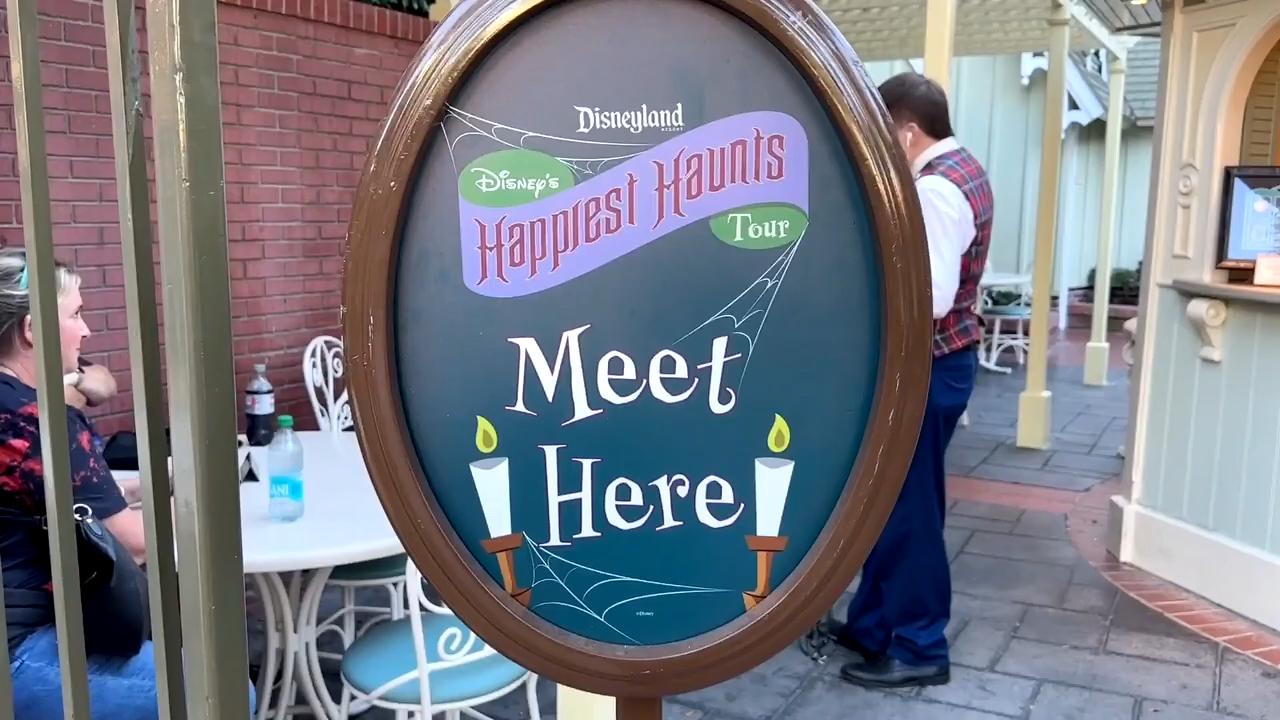 Disneyland
RESORT
DISNEY'S
Happiest Haunts
Tour
Meet
Here
©Disney